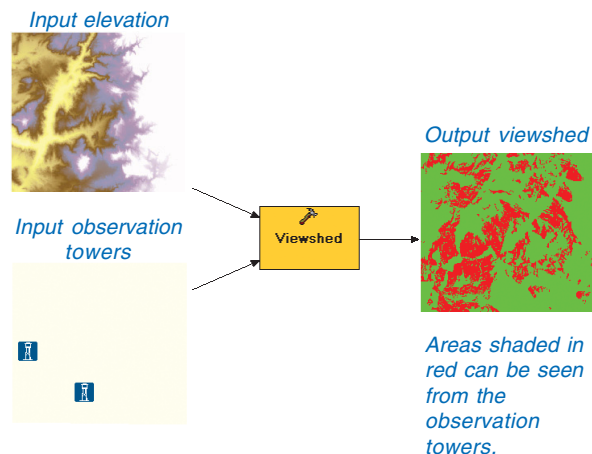 Input elevation
Input observation
towers
Viewshed
Output viewshed
Areas shaded in
red can be seen
from the
observation
towers.